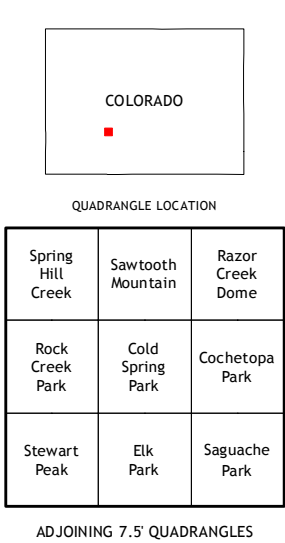 COLORADO
QUADRANGLE LOCATION
Spring
Hill
Creek
Sawtooth
Mountain
Razor
Creek
Dome
Rock
Creek
Park
Cold
Spring
Park
Cochetopa
Park
Stewart
Peak
Elk
Park
Saguache
Park
ADJOINING 7.5' QUADRANGLES